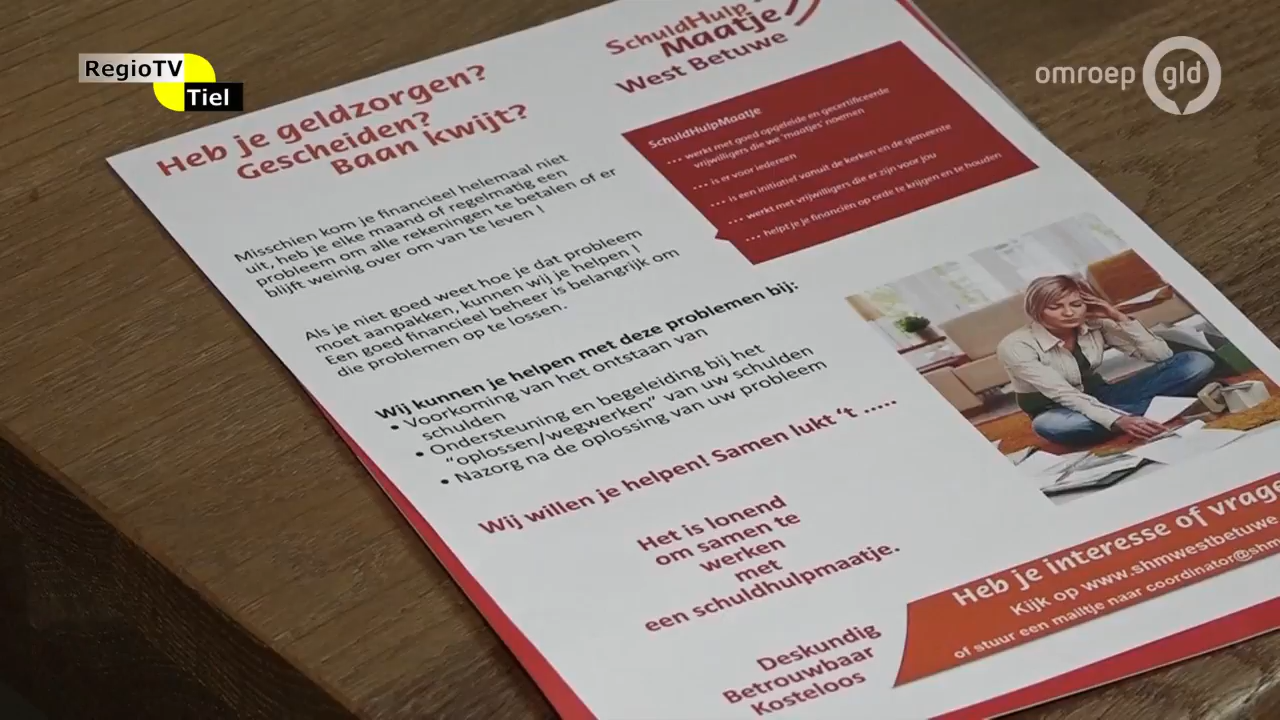 RegioTV
Tiel
omroep gld
SchuldHulp
Maatje
West Betuwe
Heb je geldzorgen?
Gescheiden?
Baan kwijt?
Misschien kom je financieel helemaal niet
uit, heb je elke maand of regelmatig een
probleem om alle rekeningen te betalen of er
blijft weinig over om van te leven !
Als je niet goed weet hoe je dat probleem
moet aanpakken, kunnen wij je helpen !
Een goed financieel beheer is belangrijk om
die problemen op te lossen.
Wij kunnen je helpen met deze problemen bij:
• Voorkoming van het ontstaan van
schulden
• Ondersteuning en begeleiding bij het
“oplossen/wegwerken” van uw schulden
• Nazorg na de oplossing van uw probleem
Wij willen je helpen! Samen lukt ‘t .....
Het is lonend
om samen te
werken
met
een schuldhulpmaatje.
Deskundig
Betrouwbaar
Kosteloos
SchuldHulpMaatje
••• werkt met goed opgeleide en gecertificeerde
vrijwilligers die we 'maatjes' noemen
••• is er voor iedereen
••• is een initiatief vanuit de kerken en de gemeente
••• werkt met vrijwilligers die er zijn voor jou
••• helpt je je financiën op orde te krijgen en te houden
Heb je interesse of vrage
Kijk op www.shmwestbetuwe
of stuur een mailtje naar coordinator@shm